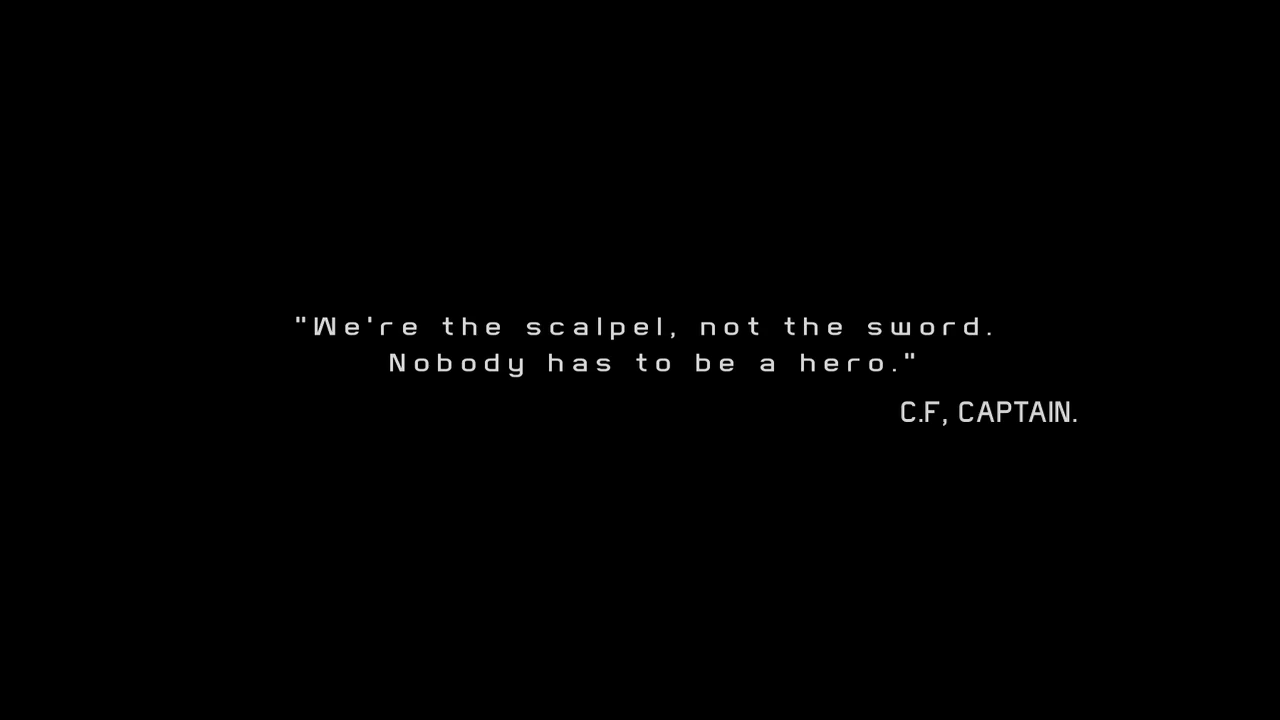 "We're the scalpel, not the sword.
Nobody has to be a hero."
C.F, CAPTAIN.